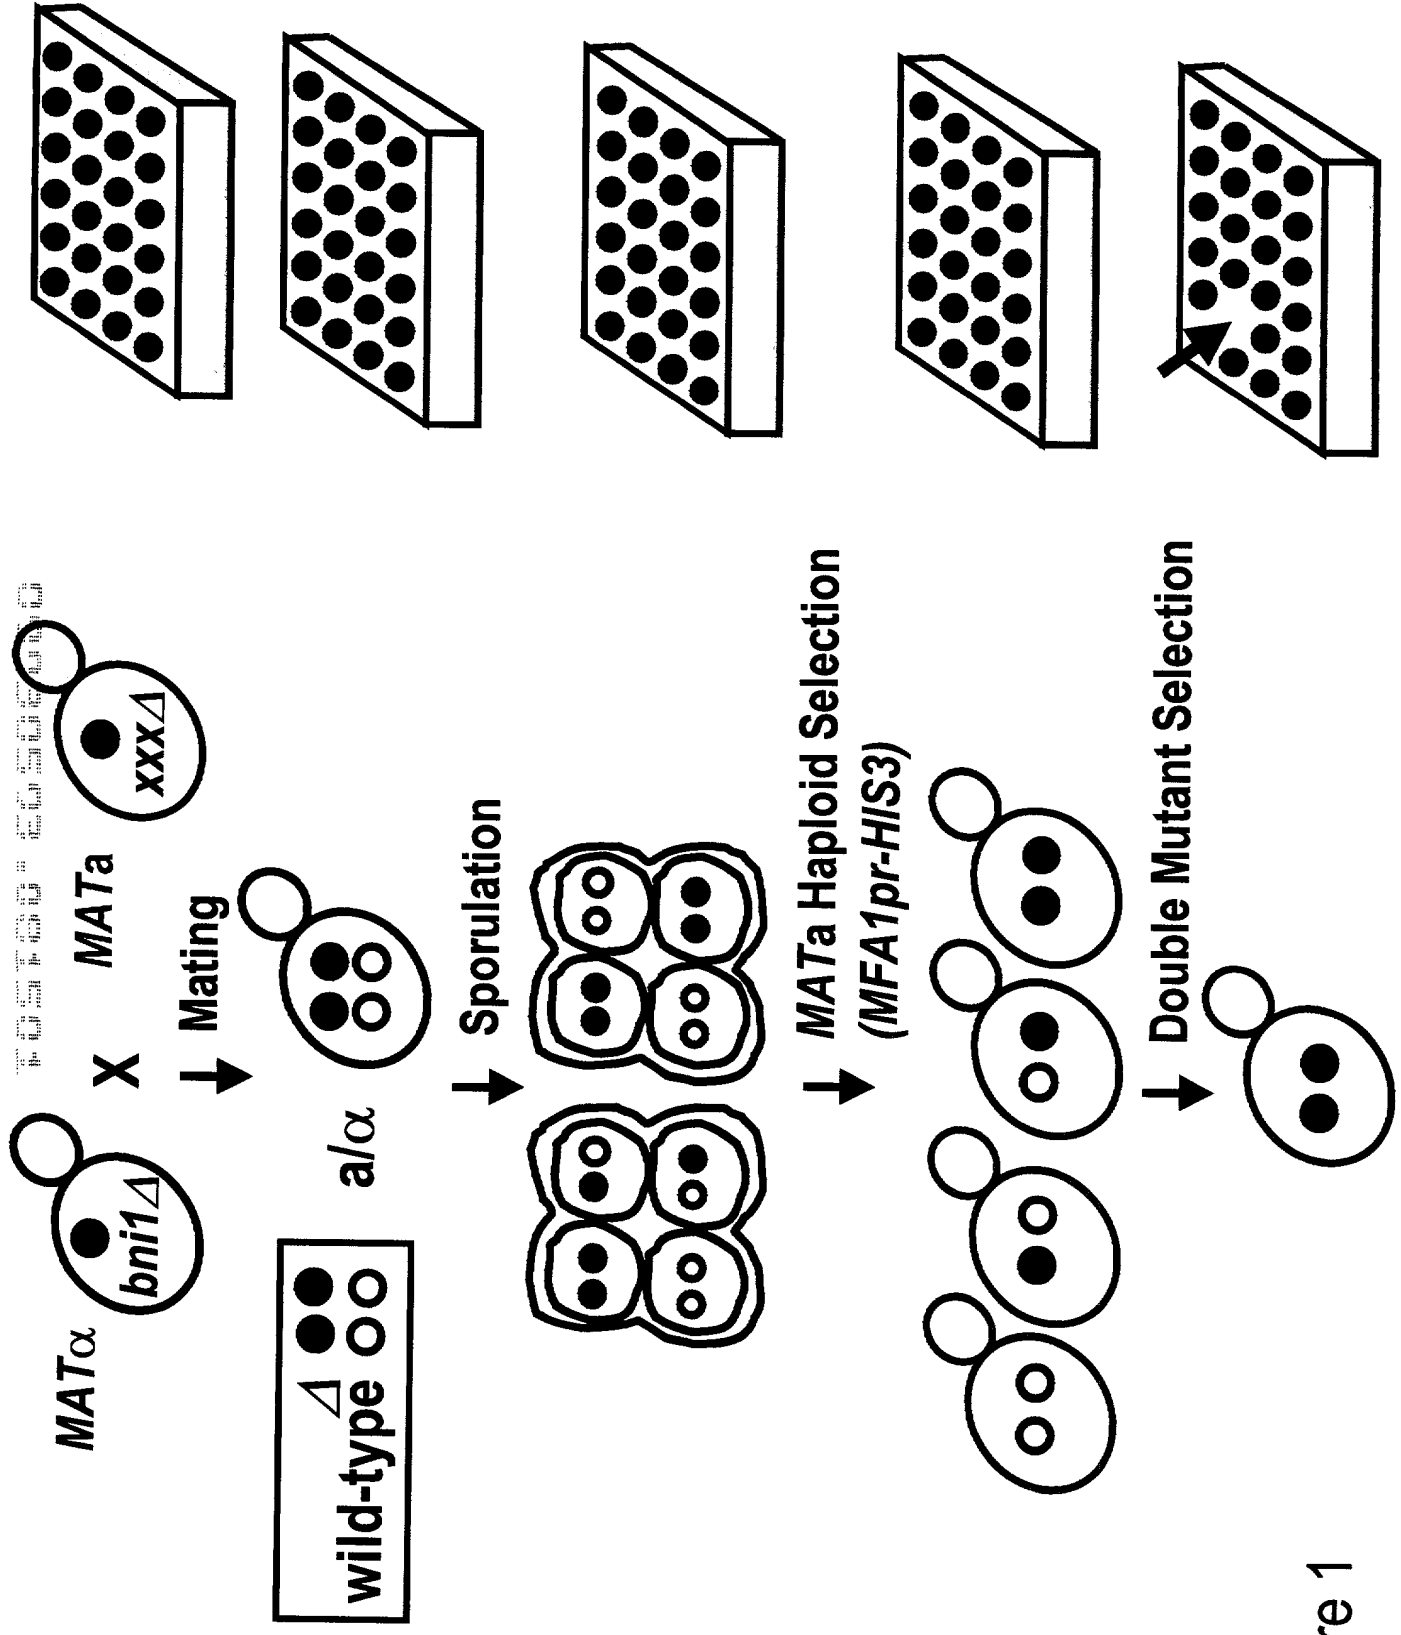 MATα
X
MATa
bni1Δ
xxxΔ
Mating
Δ
wild-type
a/α
Sporulation
MATa Haploid Selection
(MFA1pr-HIS3)
Double Mutant Selection
re 1